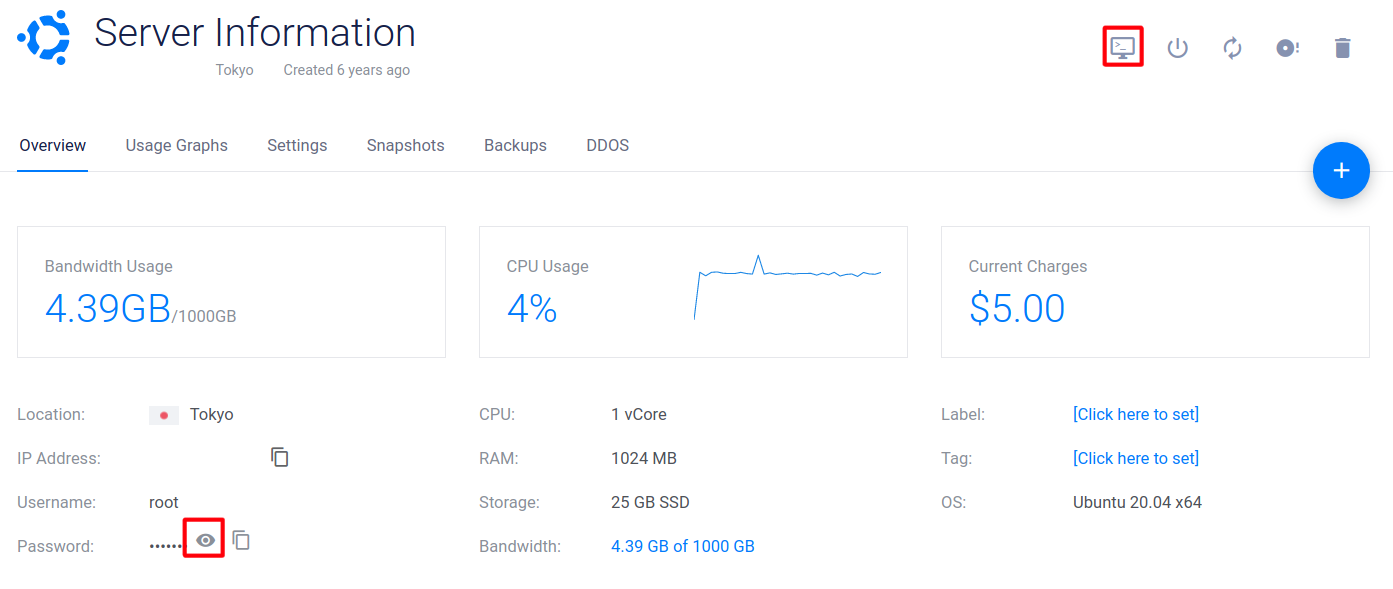 Server Information
Tokyo Created 6 years ago
Overview Usage Graphs Settings Snapshots Backups DDOS
Bandwidth Usage
4.39GB/1000GB
CPU Usage
4%
Current Charges
$5.00
Location: Tokyo
IP Address:
Username: root
Password: •••••••
CPU: 1 vCore
RAM: 1024 MB
Storage: 25 GB SSD
Bandwidth: 4.39 GB of 1000 GB
Label: [Click here to set]
Tag: [Click here to set]
OS: Ubuntu 20.04 x64